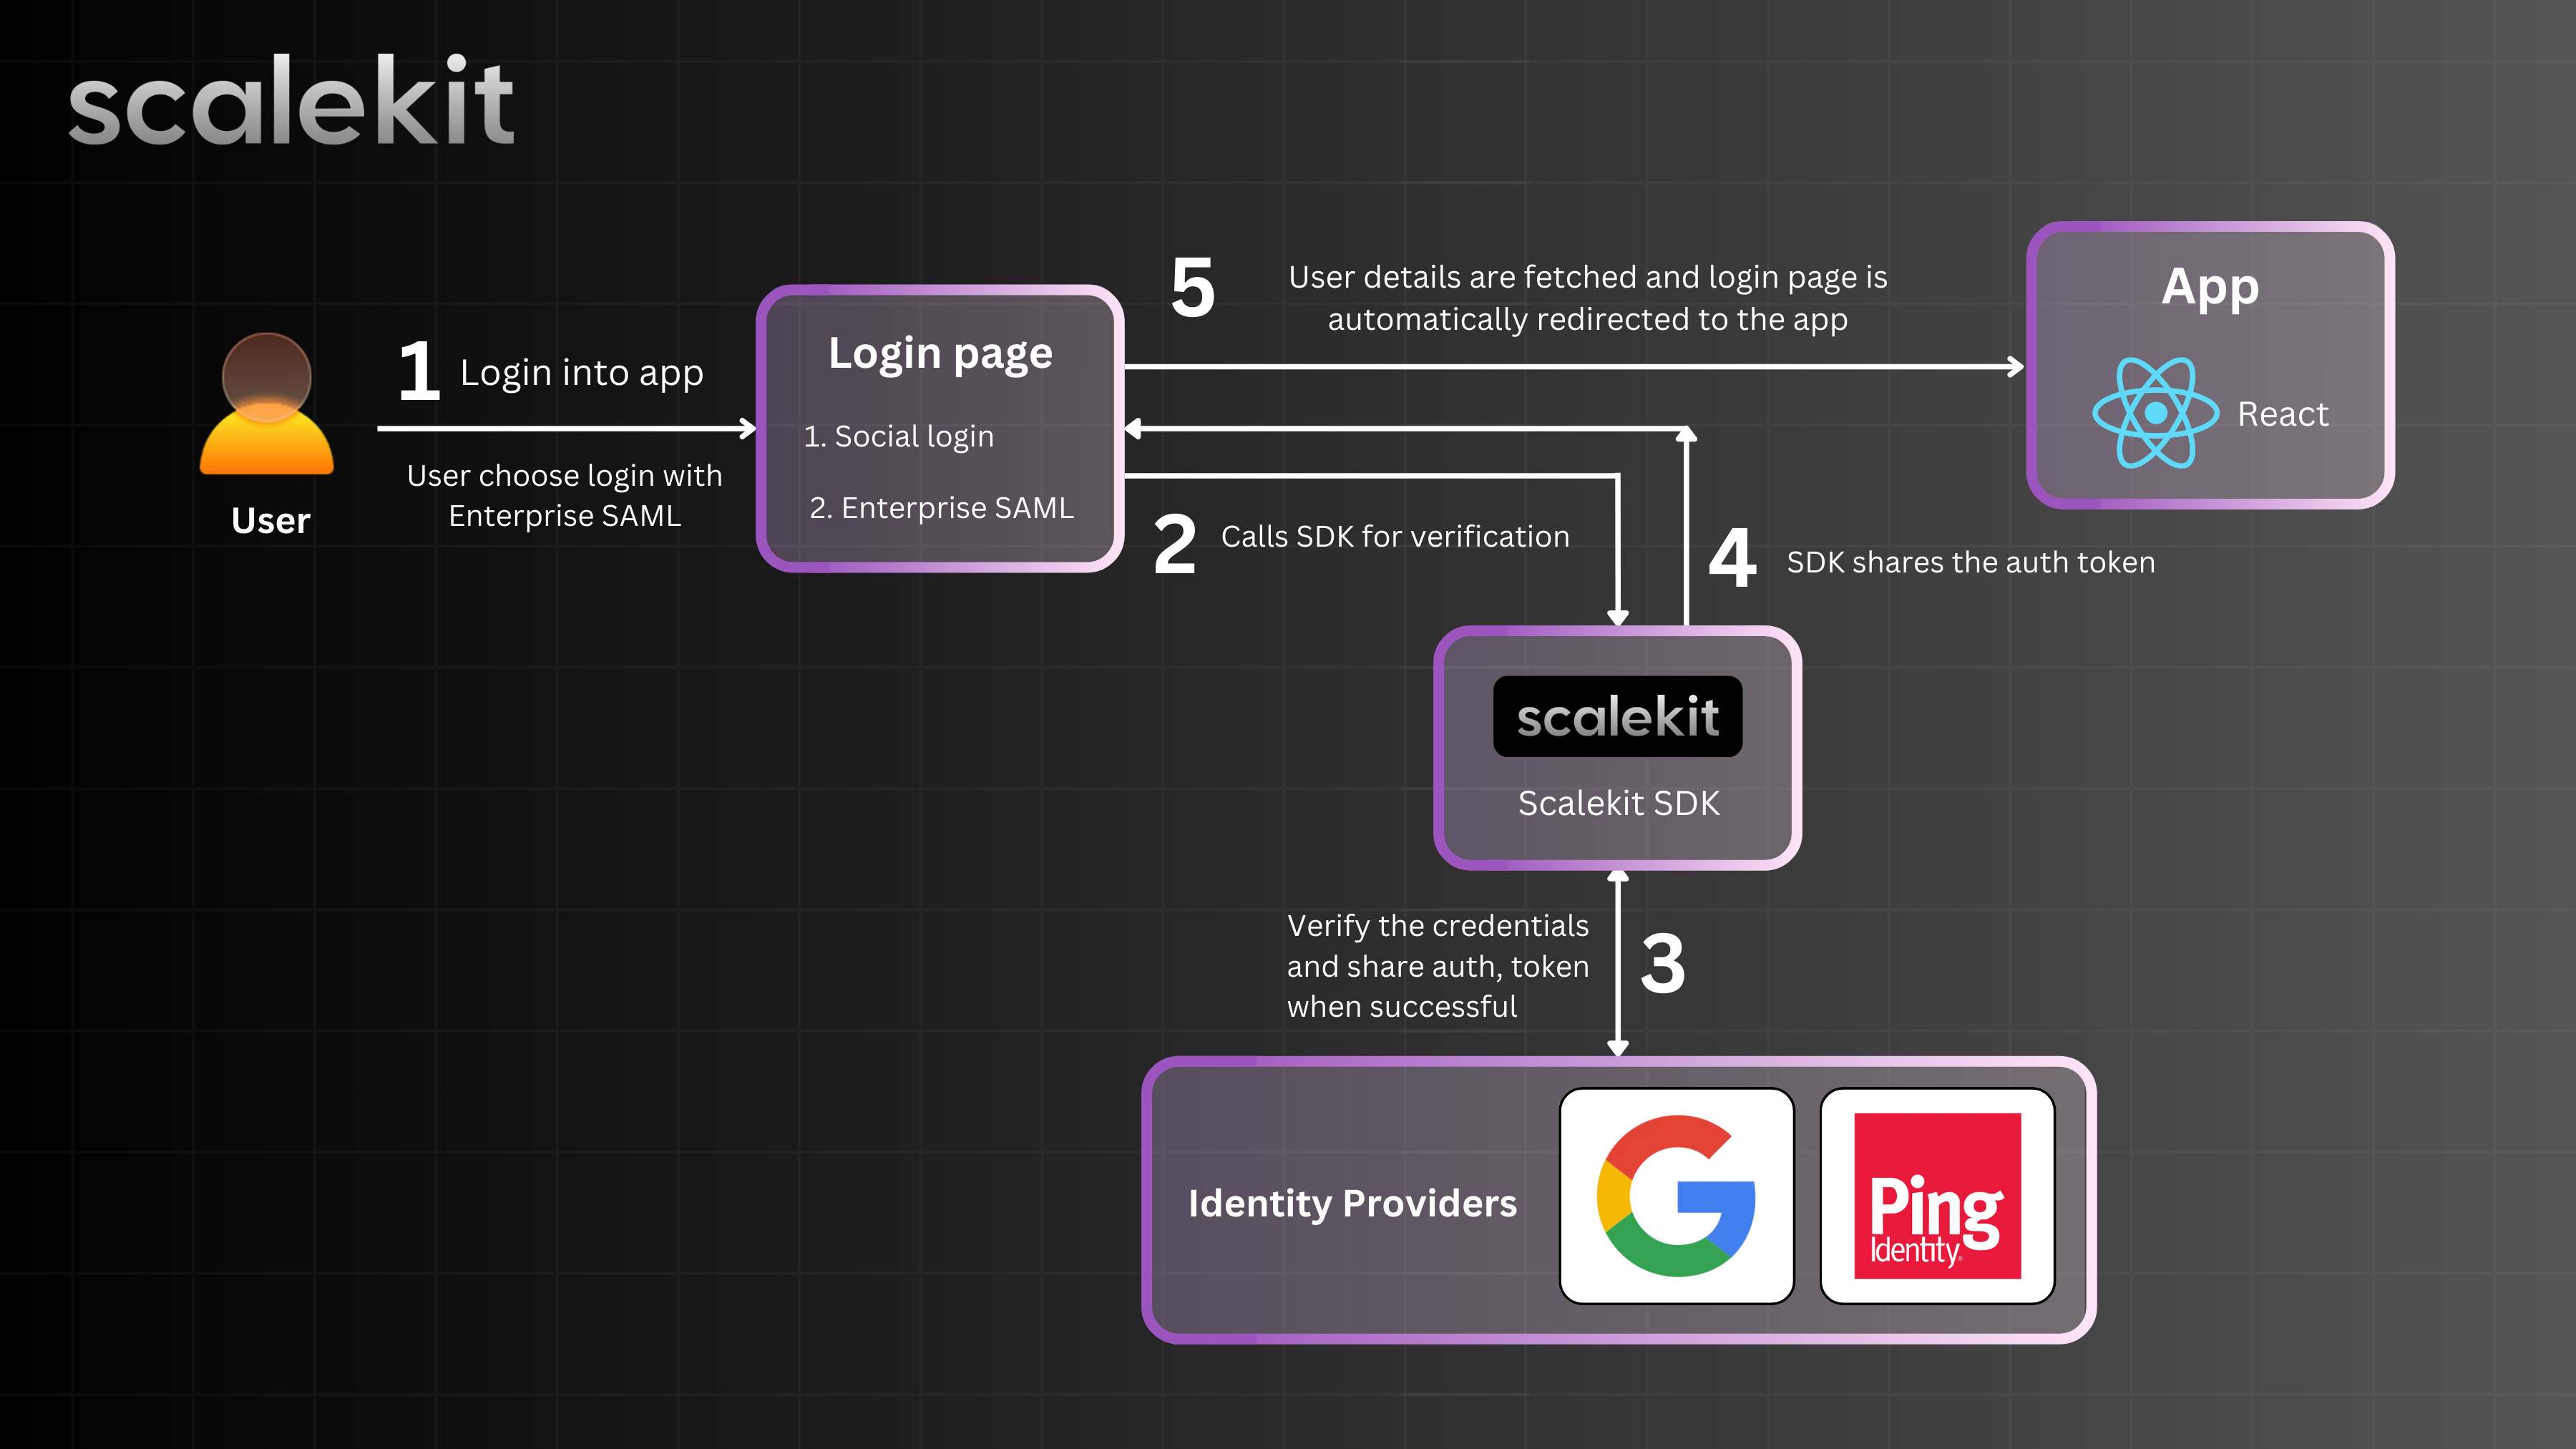 scalekit
5
User details are fetched and login page is
automatically redirected to the app
App
React
1
Login into app
User choose login with
Enterprise SAML
User
Login page
1. Social login
2. Enterprise SAML
2
Calls SDK for verification
4
SDK shares the auth token
scalekit
Scalekit SDK
Verify the credentials
and share auth, token
when successful
3
Identity Providers
Ping
Identity